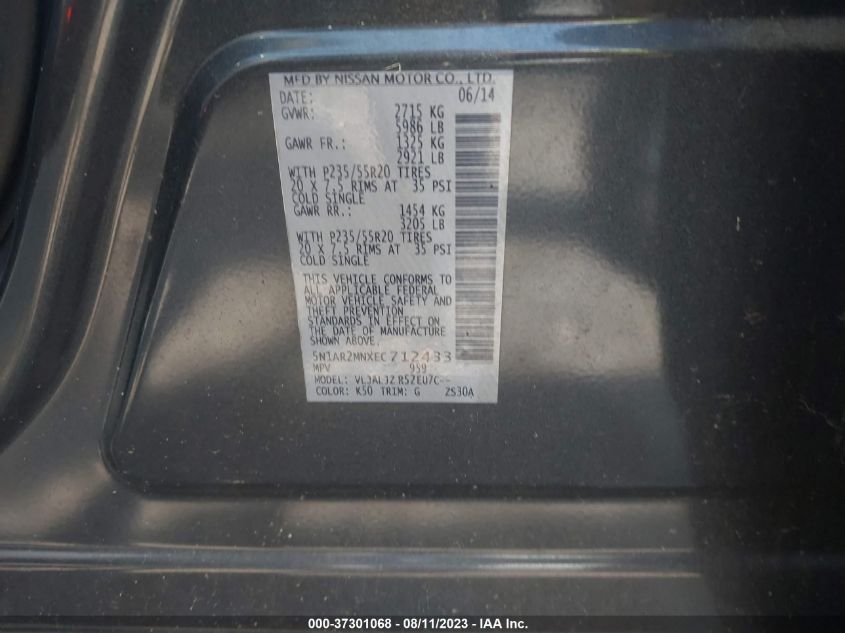 MFD BY NISSAN MOTOR CO., LTD.
DATE: 06/14
GVWR: 2715 KG
5986 LB
GAWR FR.: 1325 KG
2921 LB
WITH P235/55R20 TIRES
20 X 7.5 RIMS AT 35 PSI
COLD SINGLE
GAWR RR.: 1454 KG
3205 LB
WITH P235/55R20 TIRES
20 X 7.5 RIMS AT 35 PSI
COLD SINGLE
THIS VEHICLE CONFORMS TO
ALL APPLICABLE FEDERAL
MOTOR VEHICLE SAFETY AND
THEFT PREVENTION
STANDARDS IN EFFECT ON
THE DATE OF MANUFACTURE
SHOWN ABOVE.
5N1AR2MNXEC712433
MPV 999
MODEL:
COLOR: K50 TRIM: G ZS30A
000-37301068 - 08/11/2023 - IAA Inc.